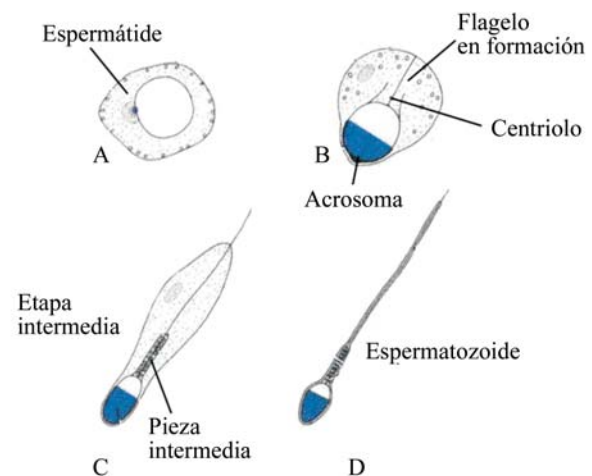 Espermátide
A
Flagelo
en formación
Centriolo
B
Acrosoma
Etapa
intermedia
Pieza
intermedia
C
Espermatozoide
D